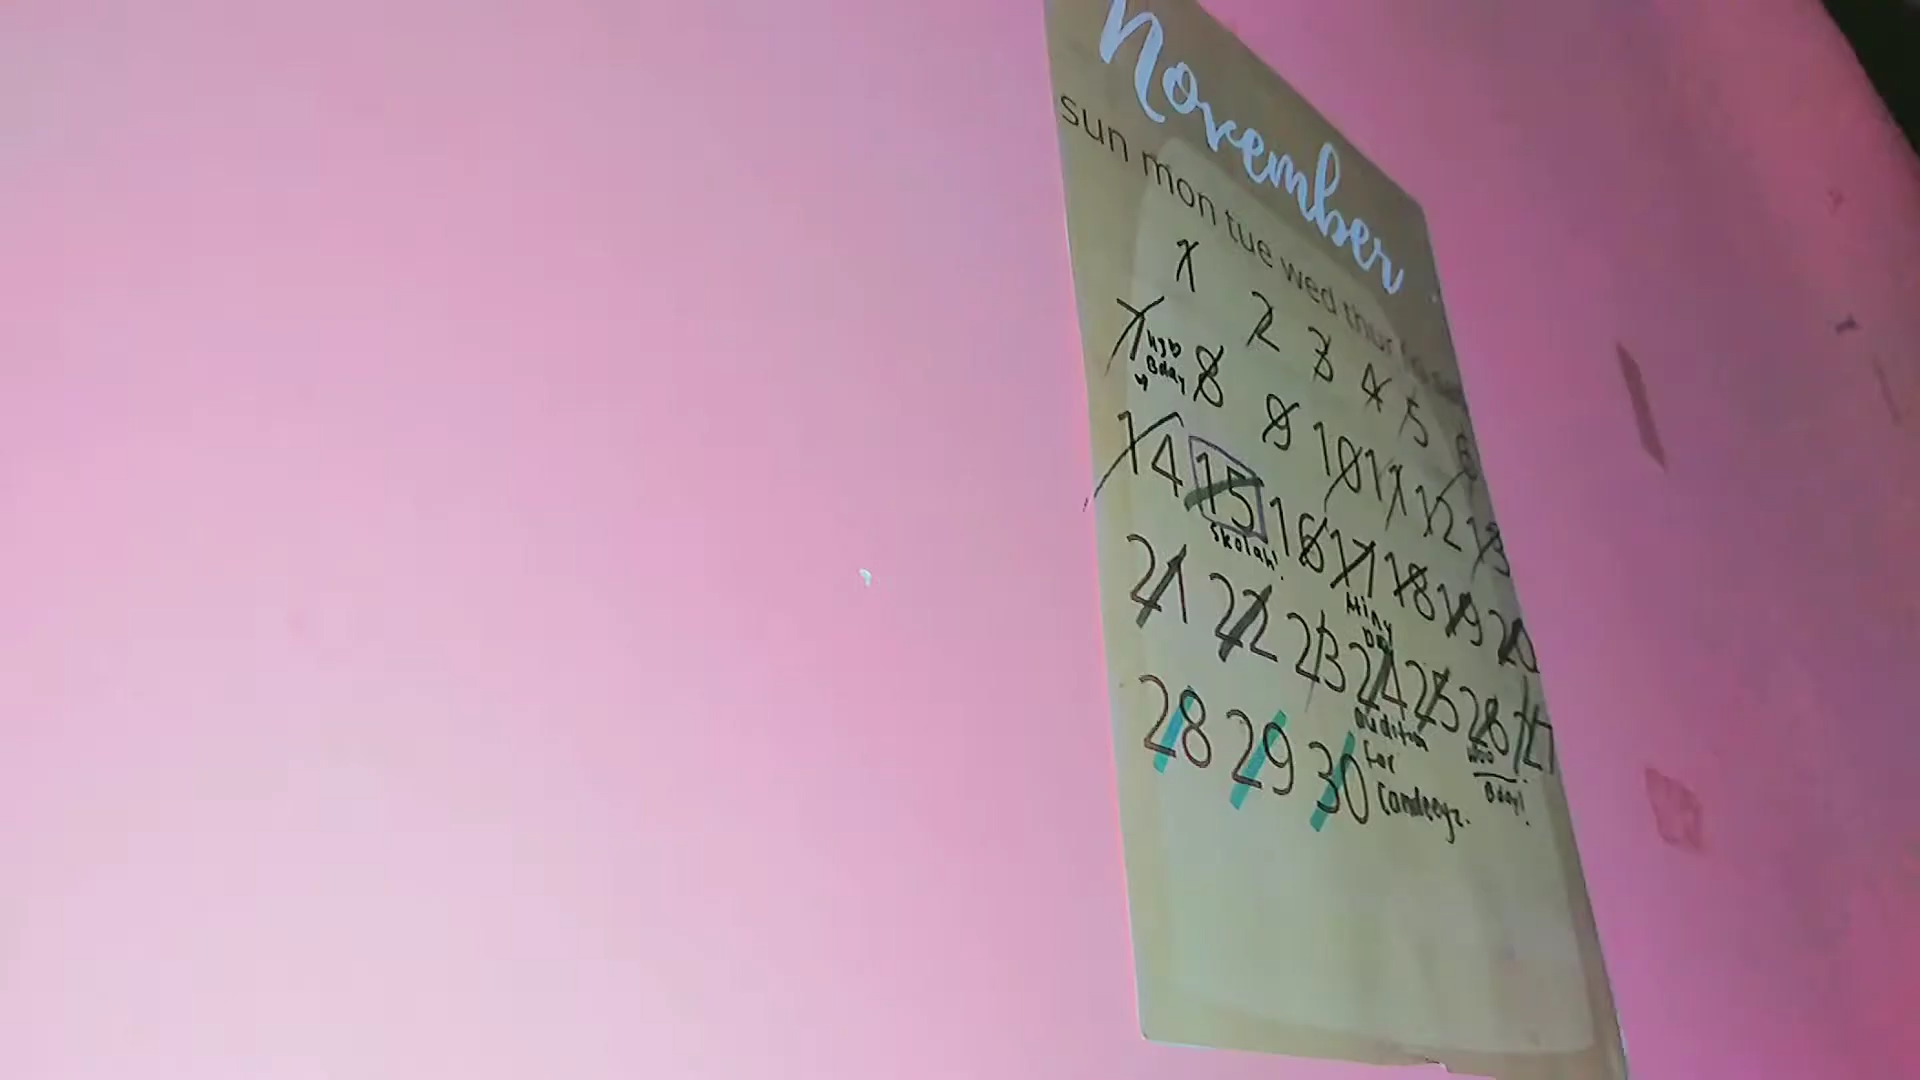 November
sun mon tue wed thur
1 2 3 4 5 6
7 8 9 10 11 12 13
Bday
14 15 16 17 18 19 20
Skolah!
21 22 23 24 25 26 27
Woo
Bday!
28 29 30
for